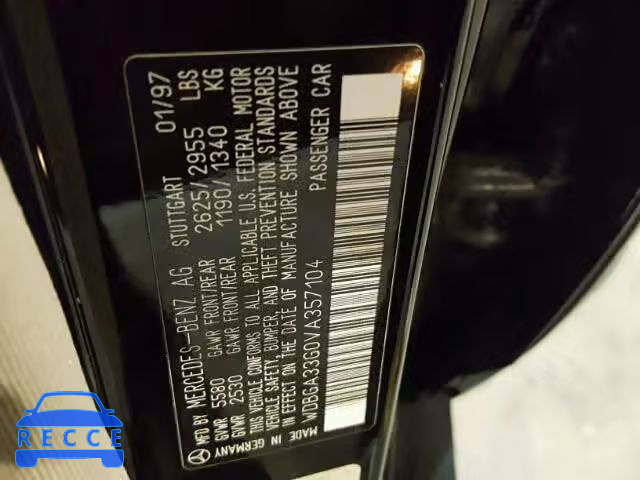 MFD BY MERCEDES-BENZ AG STUTTGART 01/97
GVWR 5580 GAWR FRONT/REAR 2625/2955 LBS
GVWR 2530 GAWR FRONT/REAR 1190/1340 KG
THIS VEHICLE CONFORMS TO ALL APPLICABLE U.S. FEDERAL MOTOR
VEHICLE SAFETY, BUMPER, AND THEFT PREVENTION STANDARDS
IN EFFECT ON THE DATE OF MANUFACTURE SHOWN ABOVE
MADE IN GERMANY WDBGA33G0VA357104 PASSENGER CAR
RECCE